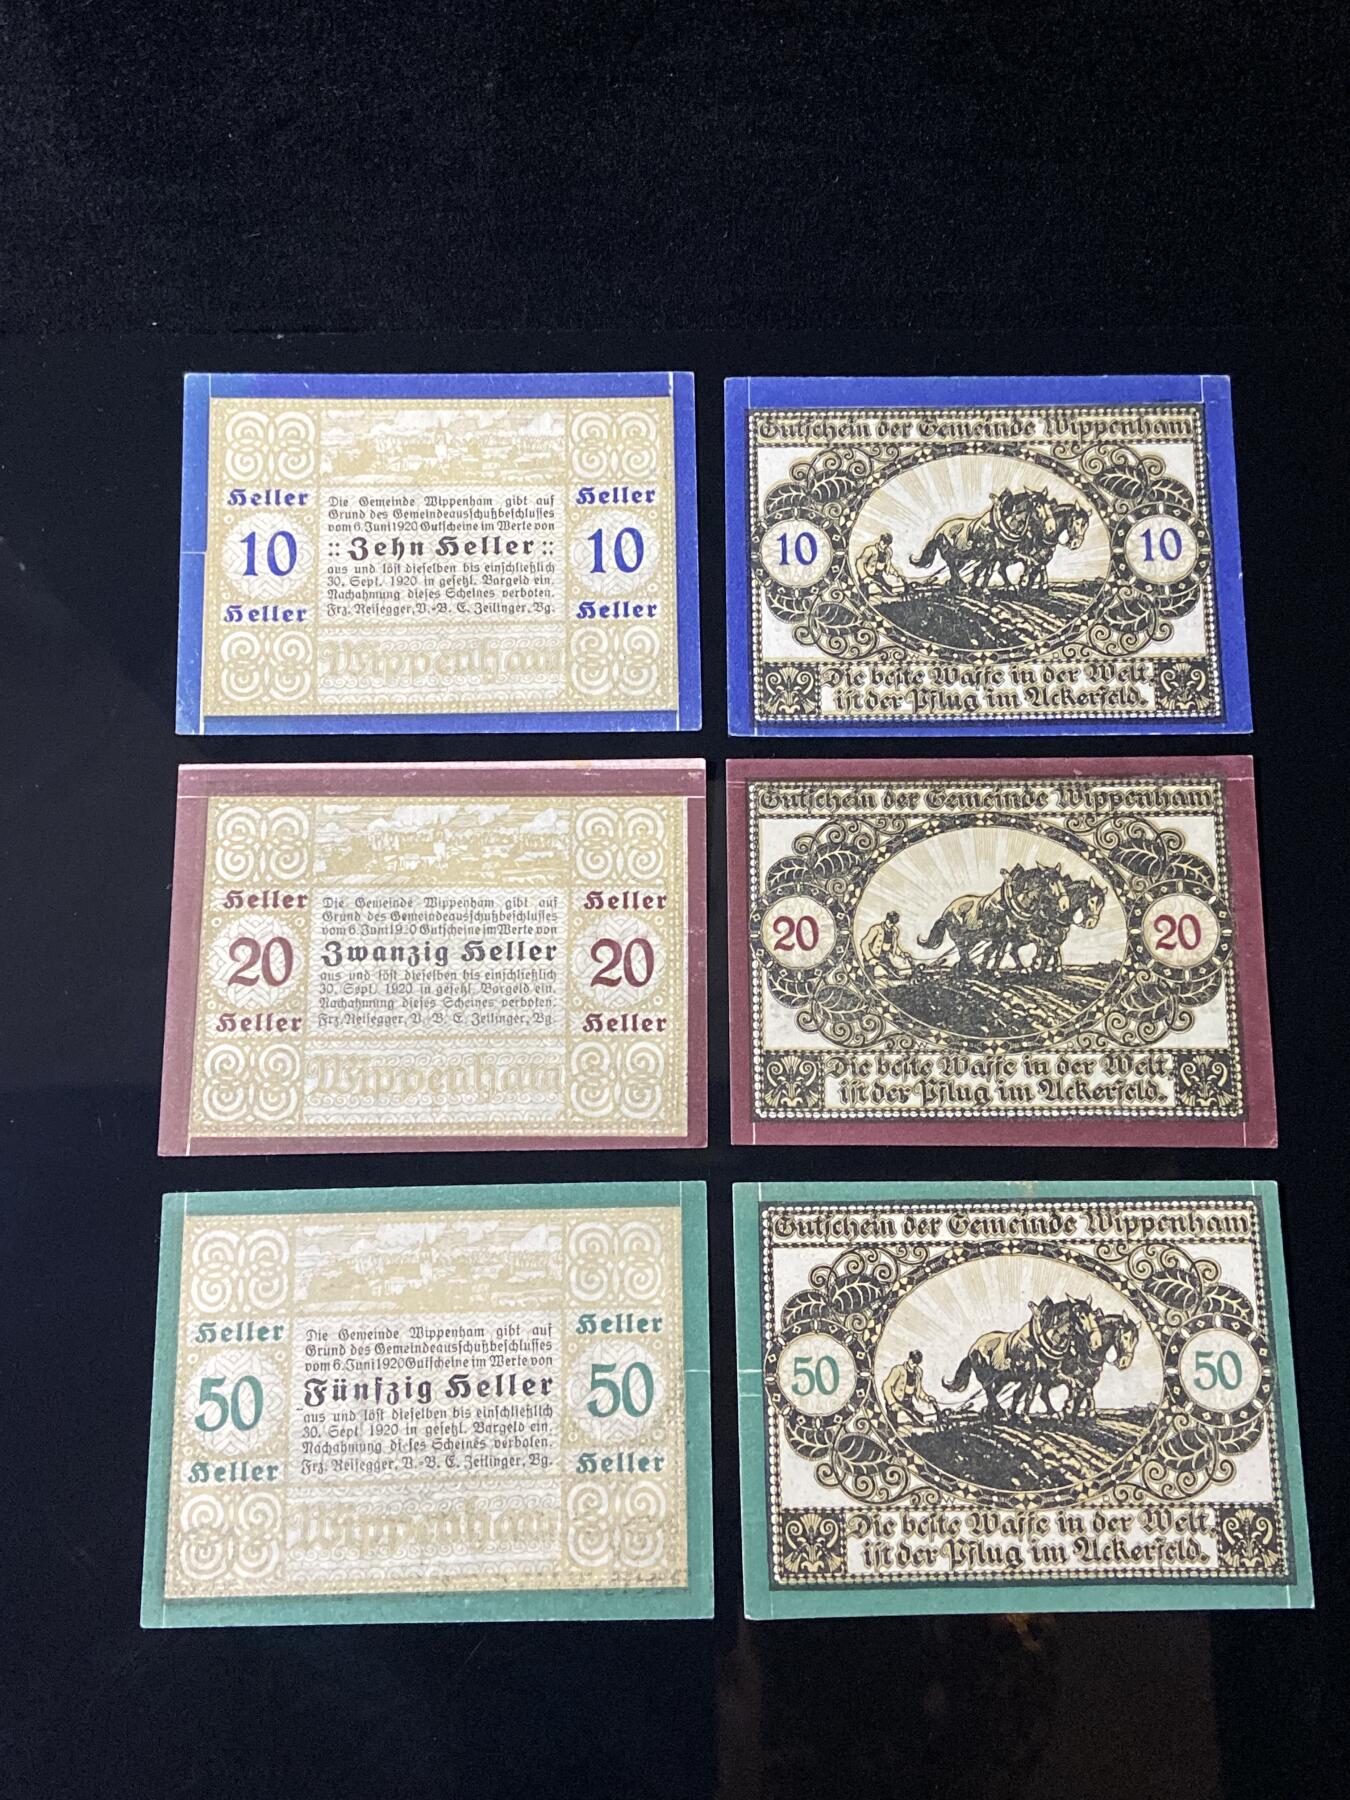 Heller
10
Heller
Die Gemeinde Wippenham gibt auf
Grund des Gemeindeausschußbeschlusses
vom 6. Juni 1920 Gutscheine im Werte von
:: Zehn Heller ::
aus und löst dieselben bis einschließlich
30. Sept. 1920 in gesetzl. Bargeld ein.
Nachahmung dieses Scheines verboten.
Frz. Reisegger, V.-B. C. Zeilinger, Bg.
Wippenham
Heller
10
Heller
Gutschein der Gemeinde Wippenham
10
10
Die beste Waffe in der Welt,
ist der Pflug im Ackerfeld.
Heller
20
Heller
Die Gemeinde Wippenham gibt auf
Grund des Gemeindeausschußbeschlusses
vom 6. Juni 1920 Gutscheine im Werte von
Zwanzig Heller
aus und löst dieselben bis einschließlich
30. Sept. 1920 in gesetzl. Bargeld ein.
Nachahmung dieses Scheines verboten.
Frz. Reisegger, V.-B. C. Zeilinger, Bg.
Wippenham
Heller
20
Heller
Gutschein der Gemeinde Wippenham
20
20
Die beste Waffe in der Welt,
ist der Pflug im Ackerfeld.
Heller
50
Heller
Die Gemeinde Wippenham gibt auf
Grund des Gemeindeausschußbeschlusses
vom 6. Juni 1920 Gutscheine im Werte von
Fünfzig Heller
aus und löst dieselben bis einschließlich
30. Sept. 1920 in gesetzl. Bargeld ein.
Nachahmung dieses Scheines verboten.
Frz. Reisegger, V.-B. C. Zeilinger, Bg.
Wippenham
Heller
50
Heller
Gutschein der Gemeinde Wippenham
50
50
Die beste Waffe in der Welt,
ist der Pflug im Ackerfeld.